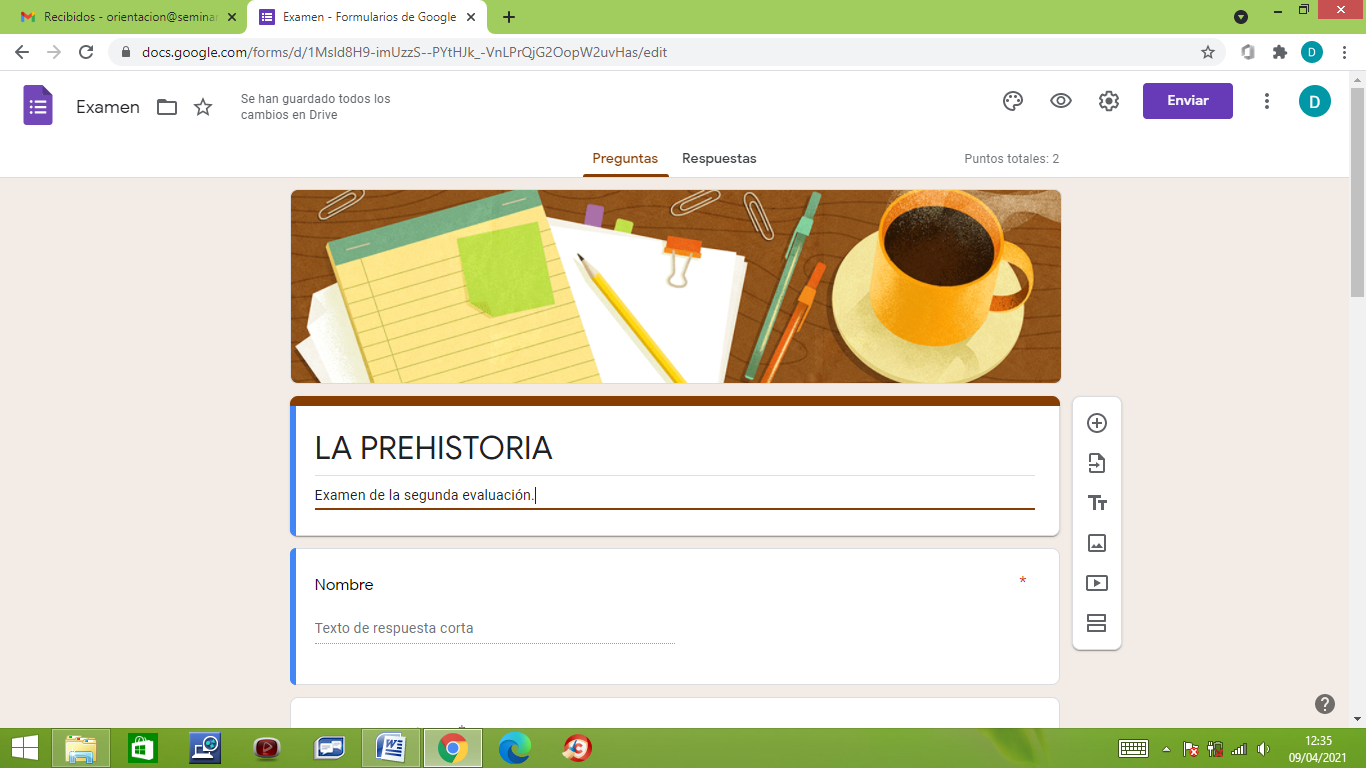 Recibidos - orientacion@seminar
Examen - Formularios de Google
docs.google.com/forms/d/1Msld8H9-imUzzS--PYtHJk_-VnLPrQjG2OopW2uvHas/edit
D
Examen
Se han guardado todos los
cambios en Drive
Enviar
D
Preguntas
Respuestas
Puntos totales: 2
LA PREHISTORIA
Examen de la segunda evaluación.
Nombre
*
Texto de respuesta corta
12:35
09/04/2021